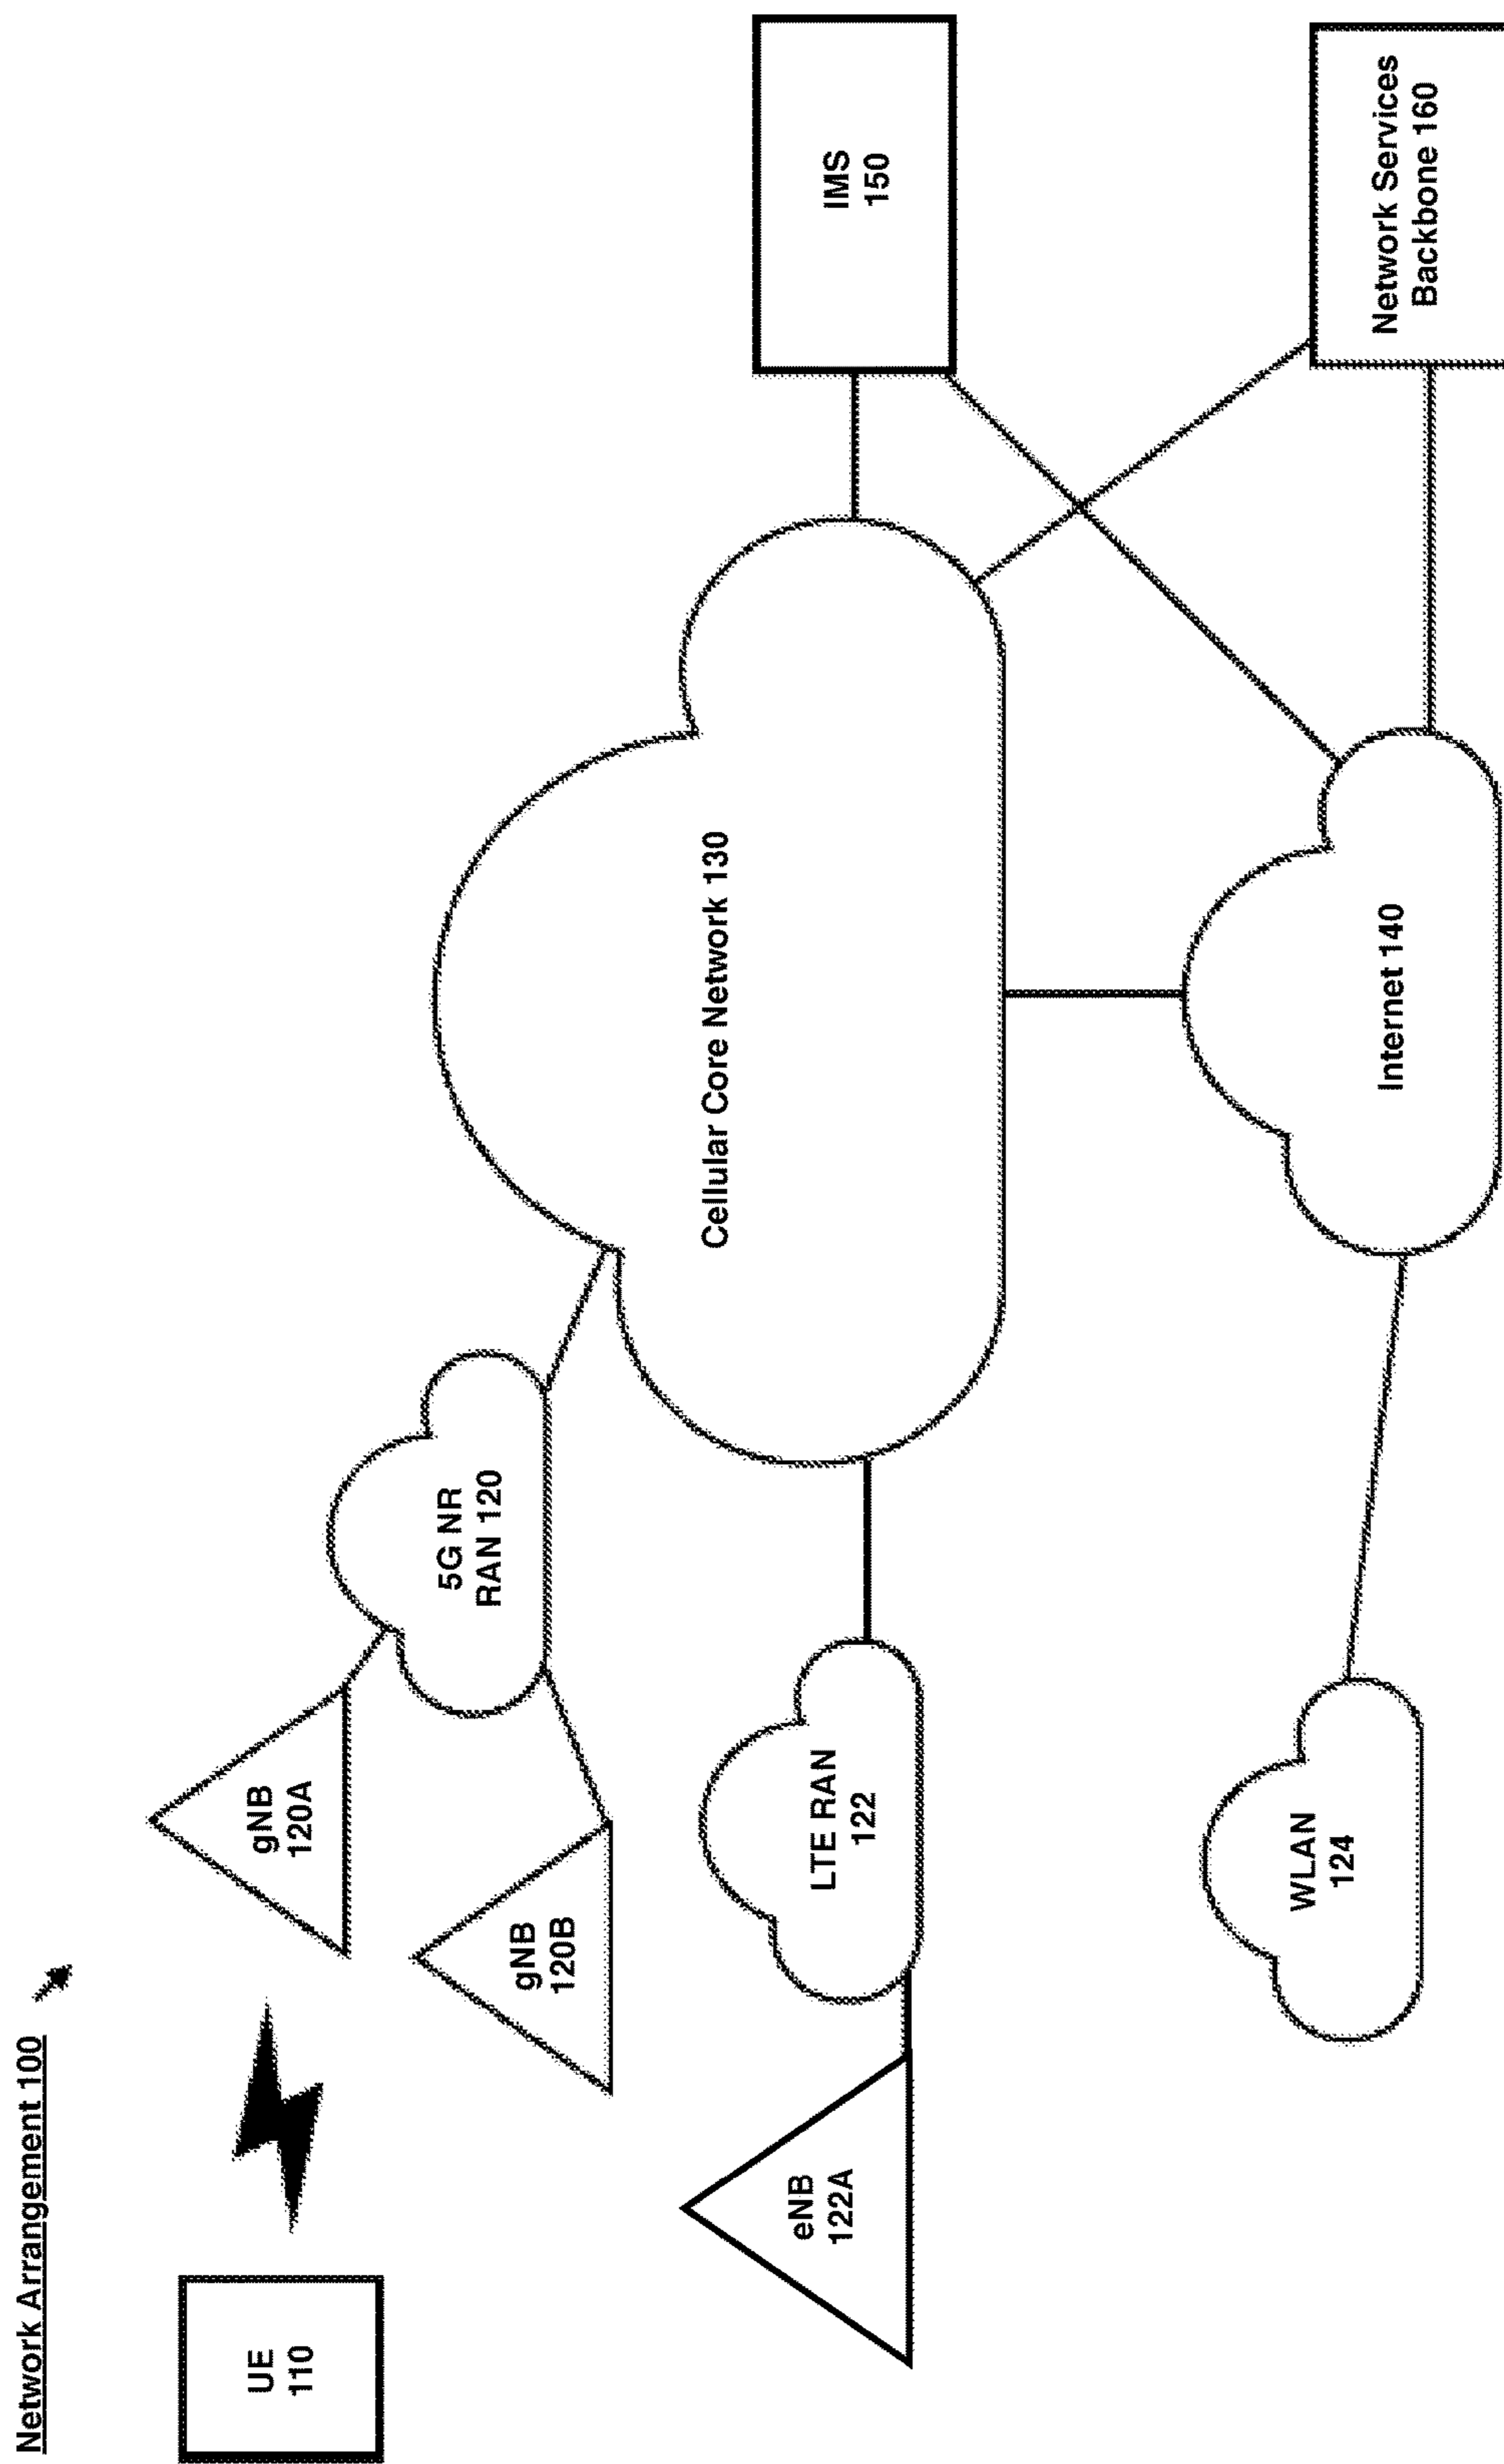 Network Arrangement 100
UE
110
gNB
120A
gNB
120B
5G NR
RAN 120
eNB
122A
LTE RAN
122
Cellular Core Network 130
IMS
150
WLAN
124
Internet 140
Network Services
Backbone 160